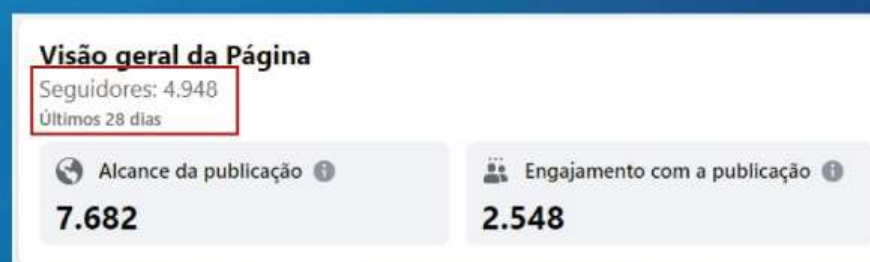 Visão geral da Página
Seguidores: 4.948
Últimos 28 dias
Alcance da publicação
Engajamento com a publicação
7.682
2.548